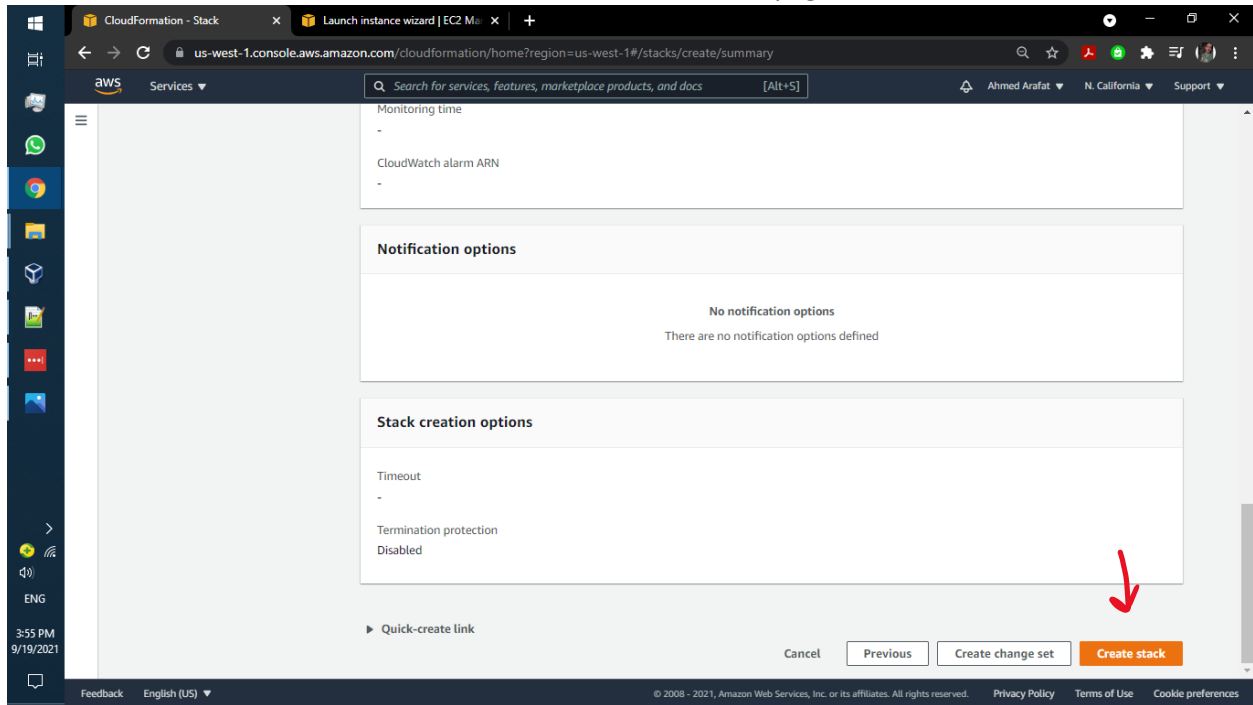 CloudFormation - Stack
Launch instance wizard | EC2 Ma
us-west-1.console.aws.amazon.com/cloudformation/home?region=us-west-1#/stacks/create/summary
aws
Services ▼
Search for services, features, marketplace products, and docs
[Alt+S]
Ahmed Arafat ▼
N. California ▼
Support ▼
Monitoring time
-
CloudWatch alarm ARN
-
Notification options
No notification options
There are no notification options defined
Stack creation options
Timeout
-
Termination protection
Disabled
Quick-create link
Cancel
Previous
Create change set
Create stack
ENG
3:55 PM
9/19/2021
Feedback
English (US) ▼
© 2008 - 2021, Amazon Web Services, Inc. or its affiliates. All rights reserved.
Privacy Policy
Terms of Use
Cookie preferences